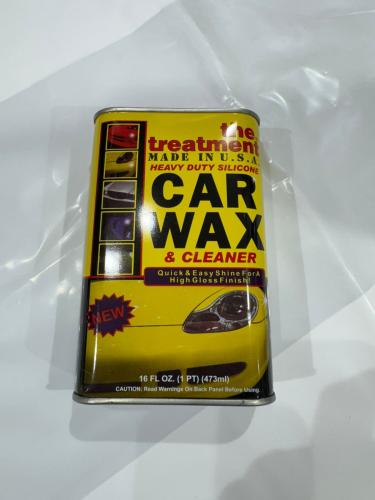 the
treatment
MADE IN U.S.A
HEAVY DUTY SILICONE
CAR
WAX
& CLEANER
Quick & Easy Shine For A
High Gloss Finish!
NEW
16 FL OZ. (1 PT) (473ml)
CAUTION: Read Warnings On Back Panel Before Using.